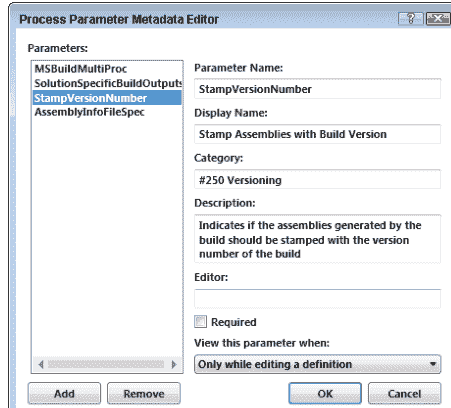 Process Parameter Metadata Editor
Parameters:
MSBuildMultiProc
SolutionSpecificBuildOutputs
StampVersionNumber
AssemblyInfoFileSpec
Parameter Name:
StampVersionNumber
Display Name:
Stamp Assemblies with Build Version
Category:
#250 Versioning
Description:
Indicates if the assemblies generated by the
build should be stamped with the version
number of the build
Editor:
Required
View this parameter when:
Only while editing a definition
Add
Remove
OK
Cancel